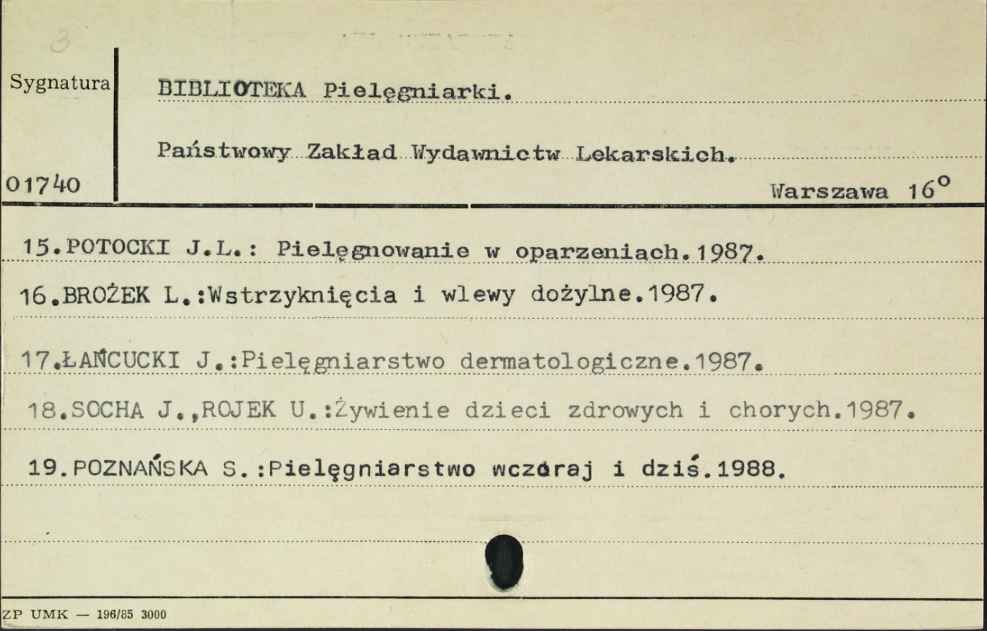 3
Sygnatura
BIBLIOTEKA Pielęgniarki.
Państwowy Zakład Wydawnictw Lekarskich.
01740
Warszawa 16°
15.POTOCKI J.L.: Pielęgnowanie w oparzeniach.1987.
16.BROŻEK L.:Wstrzyknięcia i wlewy dożylne.1987.
17.ŁAŃCUCKI J.:Pielęgniarstwo dermatologiczne.1987.
18.SOCHA J.,ROJEK U.:Żywienie dzieci zdrowych i chorych.1987.
19.POZNAŃSKA S.:Pielęgniarstwo wczóraj i dziś.1988.
ZP UMK — 196/85 3000